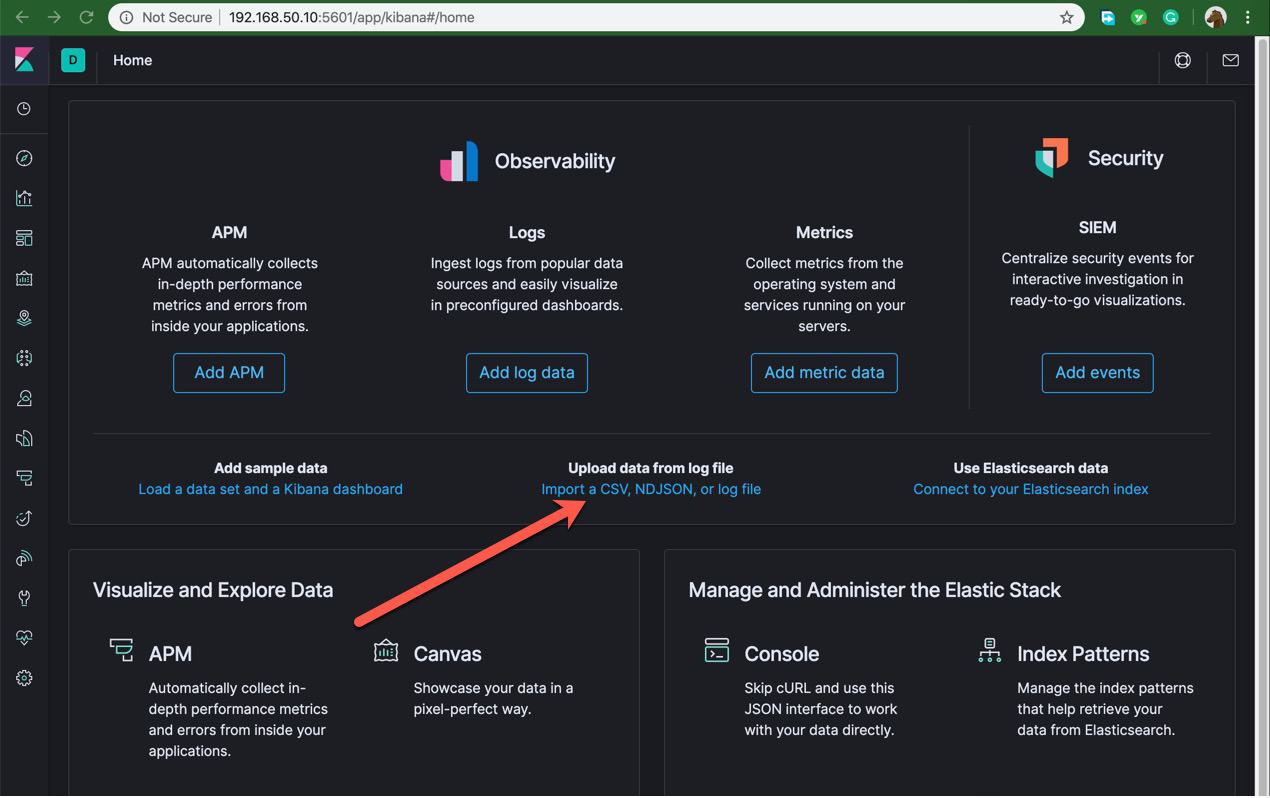 Not Secure
192.168.50.10:5601/app/kibana#/home
D
Home
Observability
Security
APM
APM automatically collects
in-depth performance
metrics and errors from
inside your applications.
Add APM
Logs
Ingest logs from popular data
sources and easily visualize
in preconfigured dashboards.
Add log data
Metrics
Collect metrics from the
operating system and
services running on your
servers.
Add metric data
SIEM
Centralize security events for
interactive investigation in
ready-to-go visualizations.
Add events
Add sample data
Load a data set and a Kibana dashboard
Upload data from log file
Import a CSV, NDJSON, or log file
Use Elasticsearch data
Connect to your Elasticsearch index
Visualize and Explore Data
APM
Automatically collect in-
depth performance metrics
and errors from inside your
applications.
Canvas
Showcase your data in a
pixel-perfect way.
Manage and Administer the Elastic Stack
Console
Skip cURL and use this
JSON interface to work
with your data directly.
Index Patterns
Manage the index patterns
that help retrieve your
data from Elasticsearch.